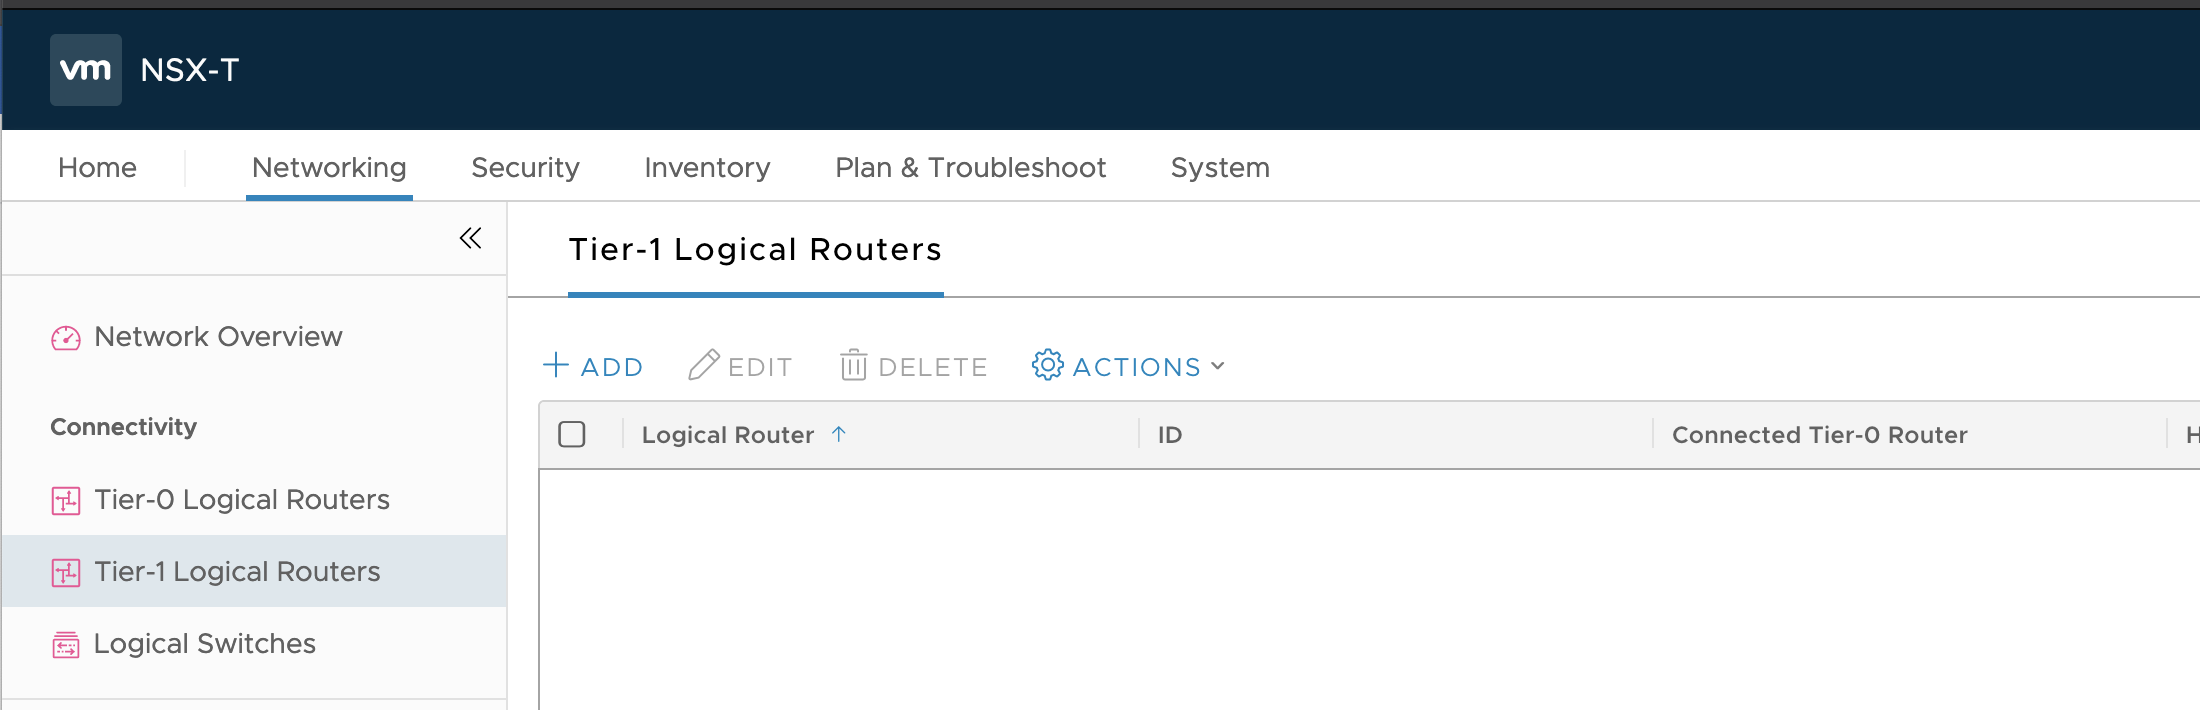 vm NSX-T
Home Networking Security Inventory Plan & Troubleshoot System
Tier-1 Logical Routers
Network Overview
Connectivity
Tier-0 Logical Routers
Tier-1 Logical Routers
Logical Switches
ADD EDIT DELETE ACTIONS
Logical Router ID Connected Tier-0 Router